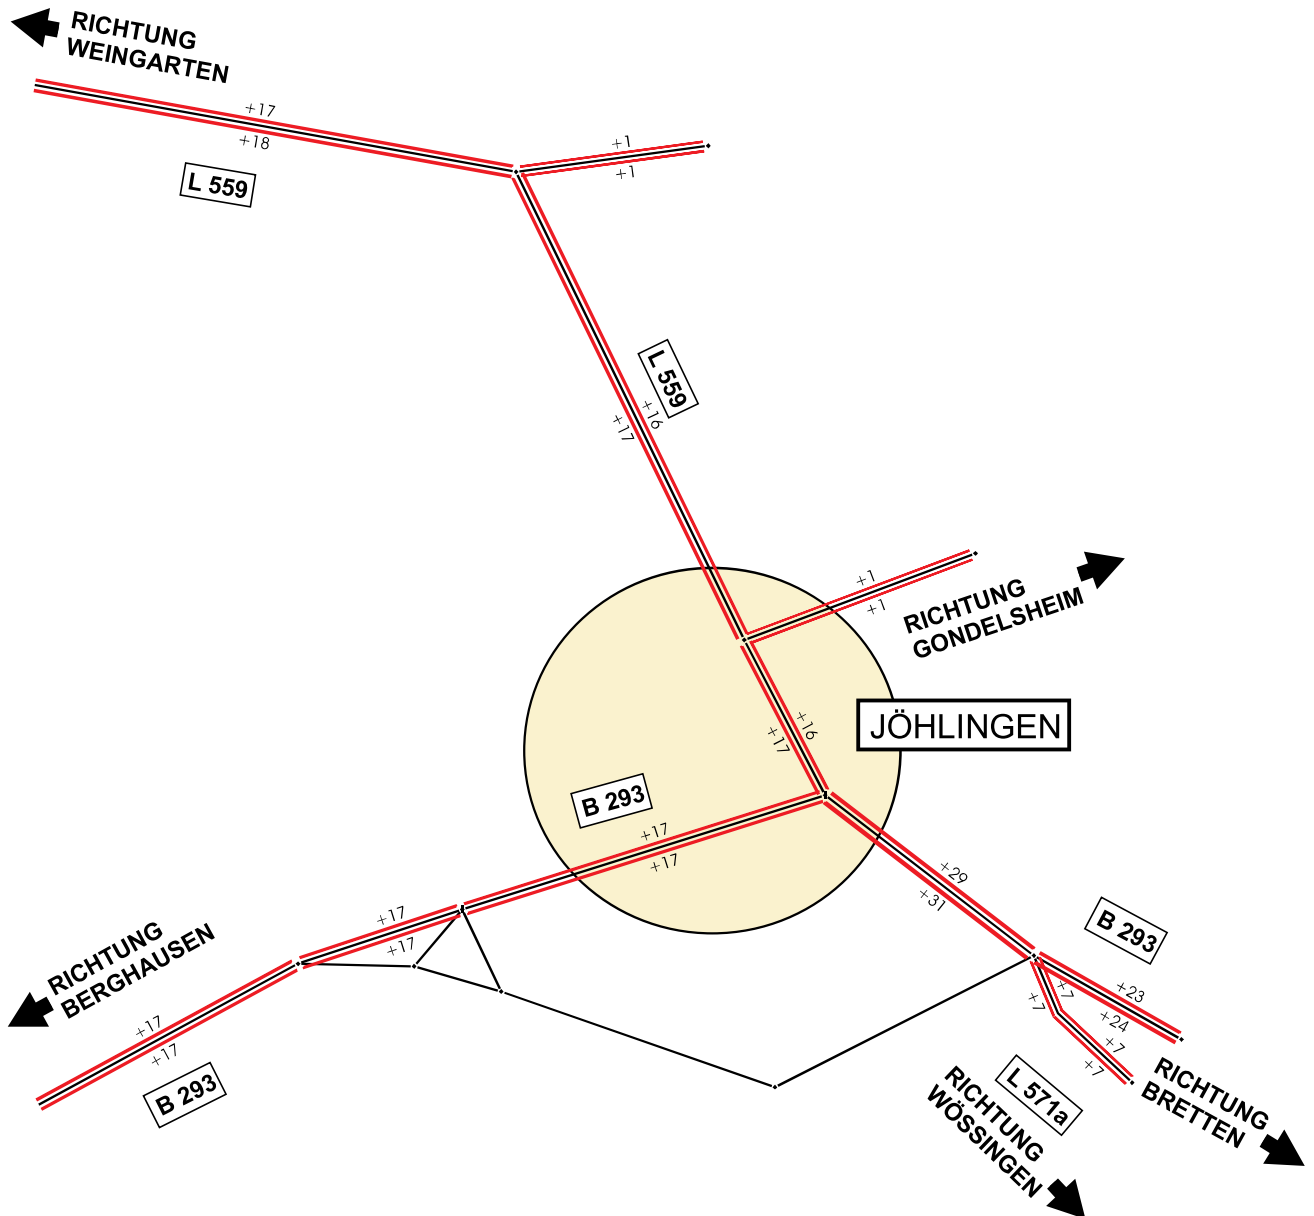 RICHTUNG
WEINGARTEN
+17
+18
L 559
+1
+1
L 559
+16
+17
+1
+1
RICHTUNG
GONDELSHEIM
JÖHLINGEN
+16
+17
B 293
+17
+17
+29
+31
+17
+17
B 293
RICHTUNG
BERGHAUSEN
+17
+17
B 293
+7
+7
+23
+24
+7
+7
L 571a
RICHTUNG
WÖSSINGEN
RICHTUNG
BRETTEN